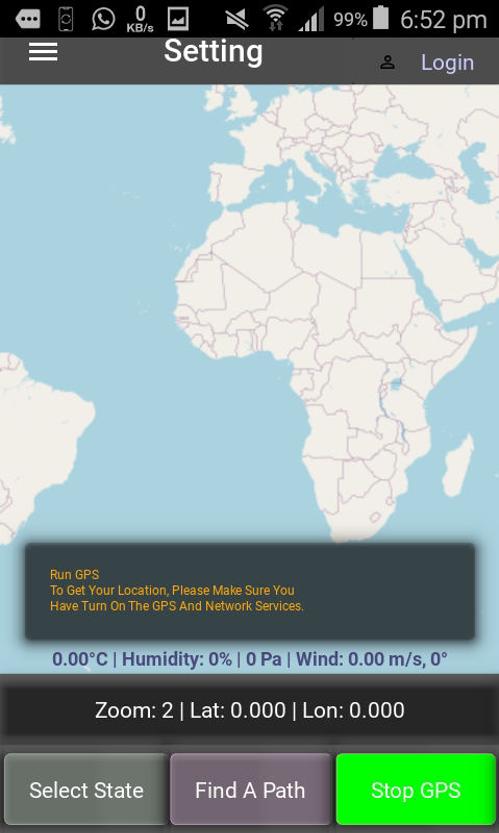 0
KB/s
99%
6:52 pm
Setting
Login
Run GPS
To Get Your Location, Please Make Sure You
Have Turn On The GPS And Network Services.
0.00°C | Humidity: 0% | 0 Pa | Wind: 0.00 m/s, 0°
Zoom: 2 | Lat: 0.000 | Lon: 0.000
Select State
Find A Path
Stop GPS